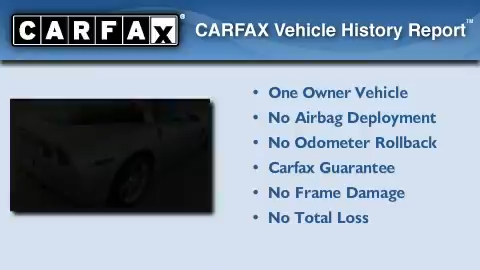 CARFAX® CARFAX Vehicle History Report™
• One Owner Vehicle
• No Airbag Deployment
• No Odometer Rollback
• Carfax Guarantee
• No Frame Damage
• No Total Loss